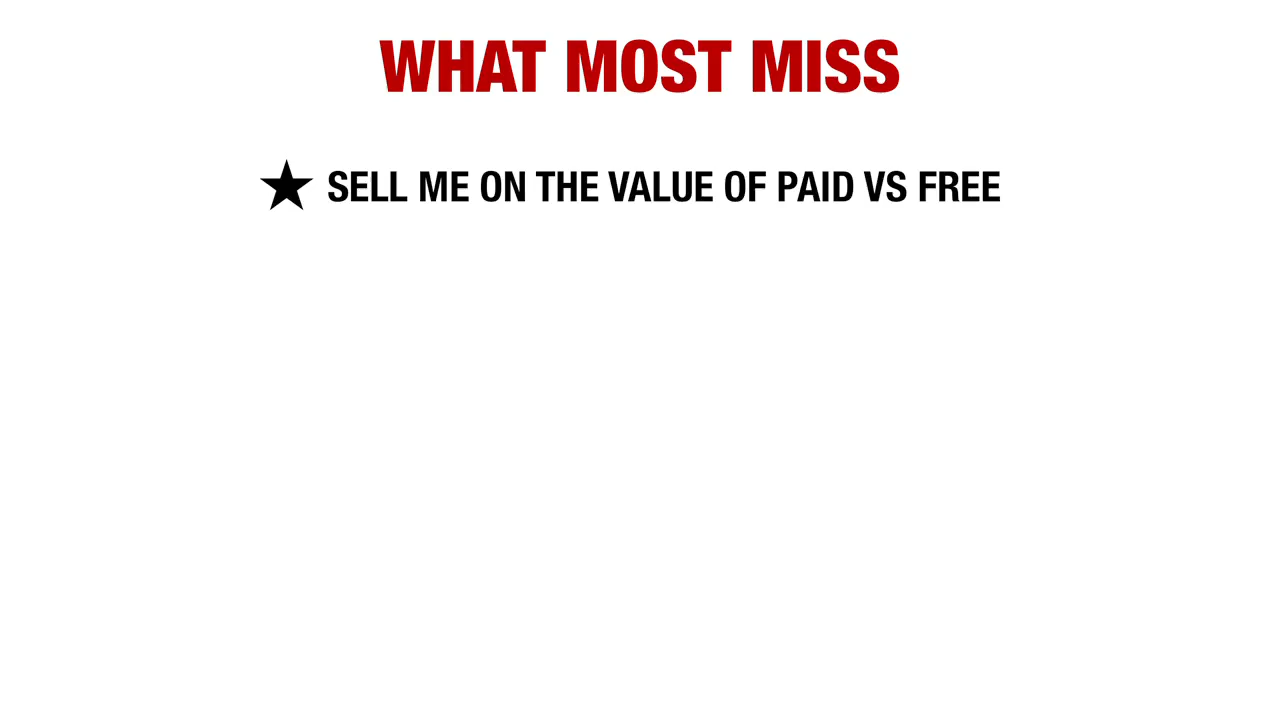 WHAT MOST MISS
★ SELL ME ON THE VALUE OF PAID VS FREE